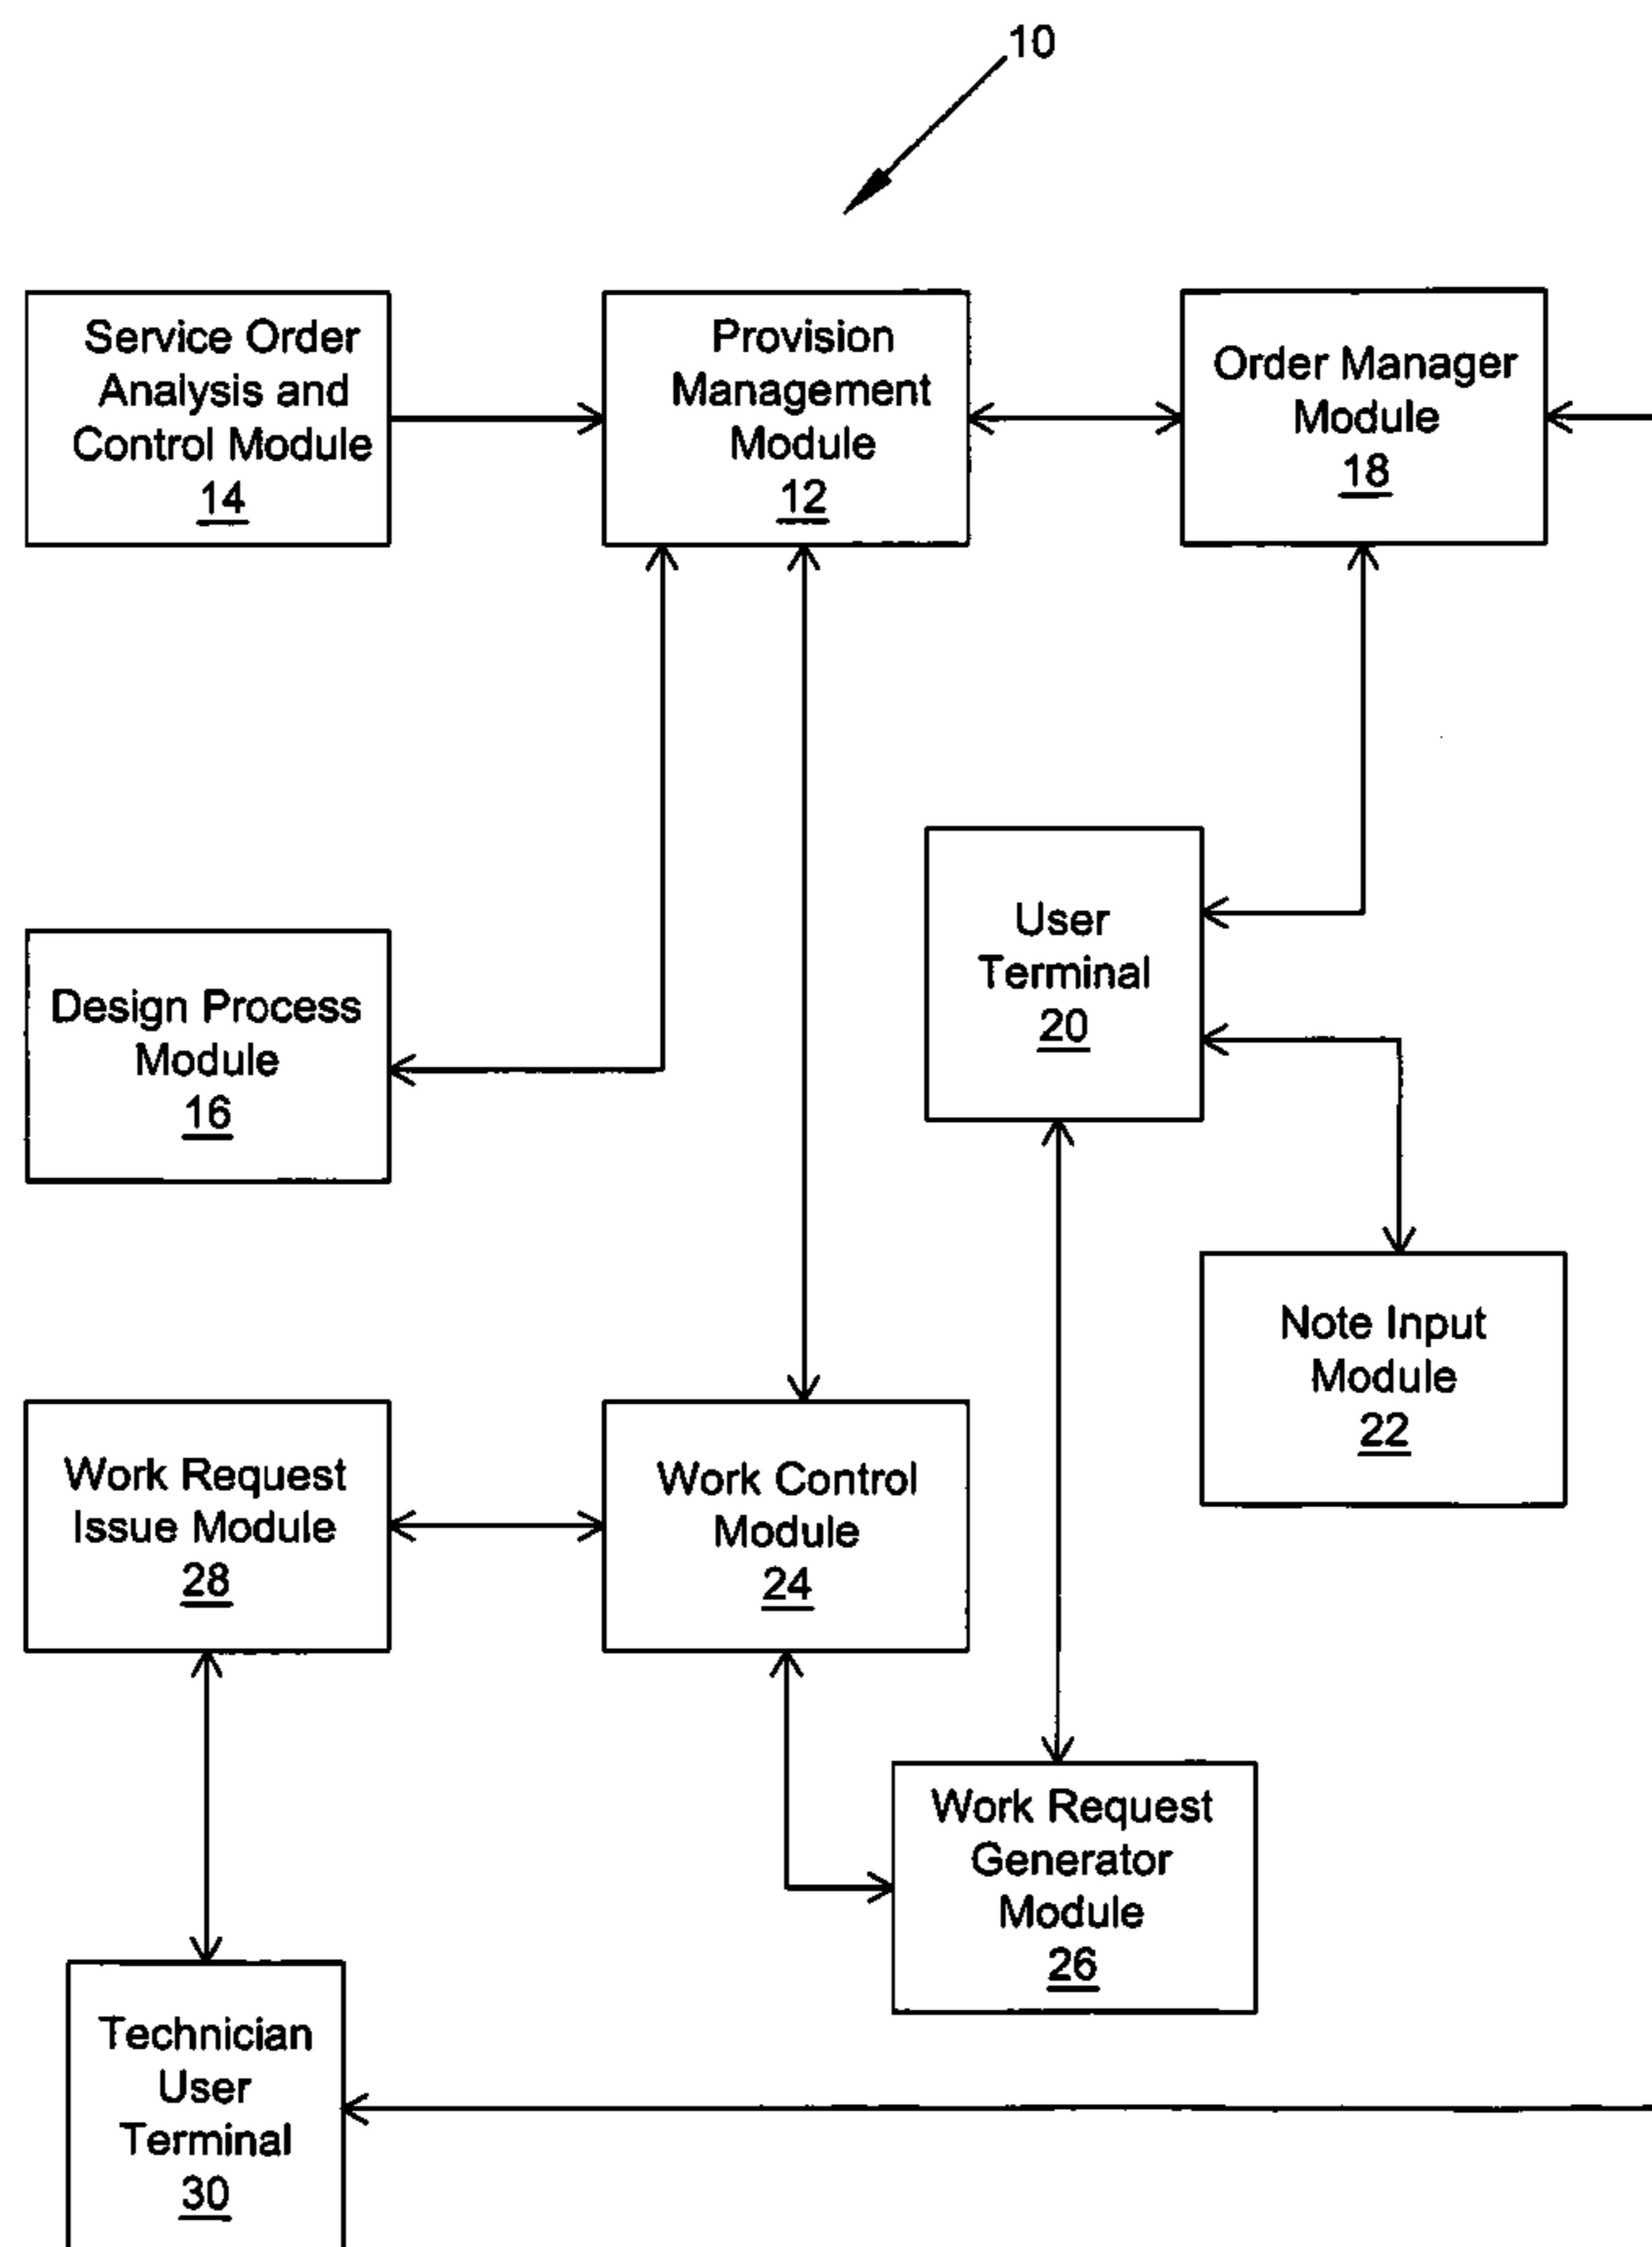 10
Service Order
Analysis and
Control Module
14
Provision
Management
Module
12
Order Manager
Module
18
User
Terminal
20
Design Process
Module
16
Note Input
Module
22
Work Request
Issue Module
28
Work Control
Module
24
Work Request
Generator
Module
26
Technician
User
Terminal
30